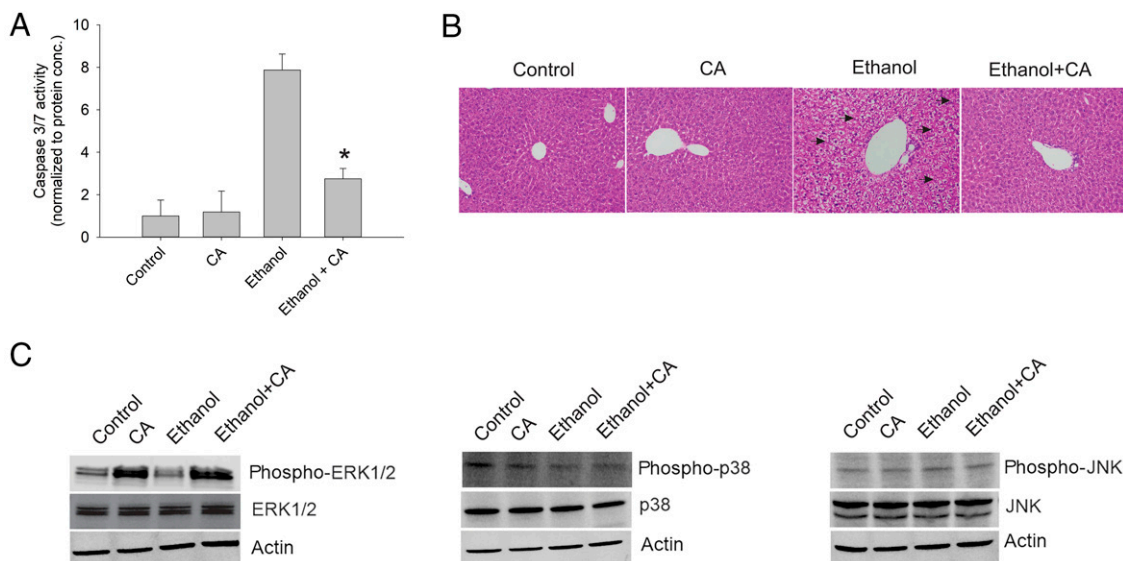 A
Caspase 3/7 activity
(normalized to protein conc.)
10
8
6
4
2
0
*
Control
CA
Ethanol
Ethanol + CA
B
Control CA Ethanol Ethanol+CA
C
Control CA Ethanol Ethanol+CA
Phospho-ERK1/2
ERK1/2
Actin
Control CA Ethanol Ethanol+CA
Phospho-p38
p38
Actin
Control CA Ethanol Ethanol+CA
Phospho-JNK
JNK
Actin